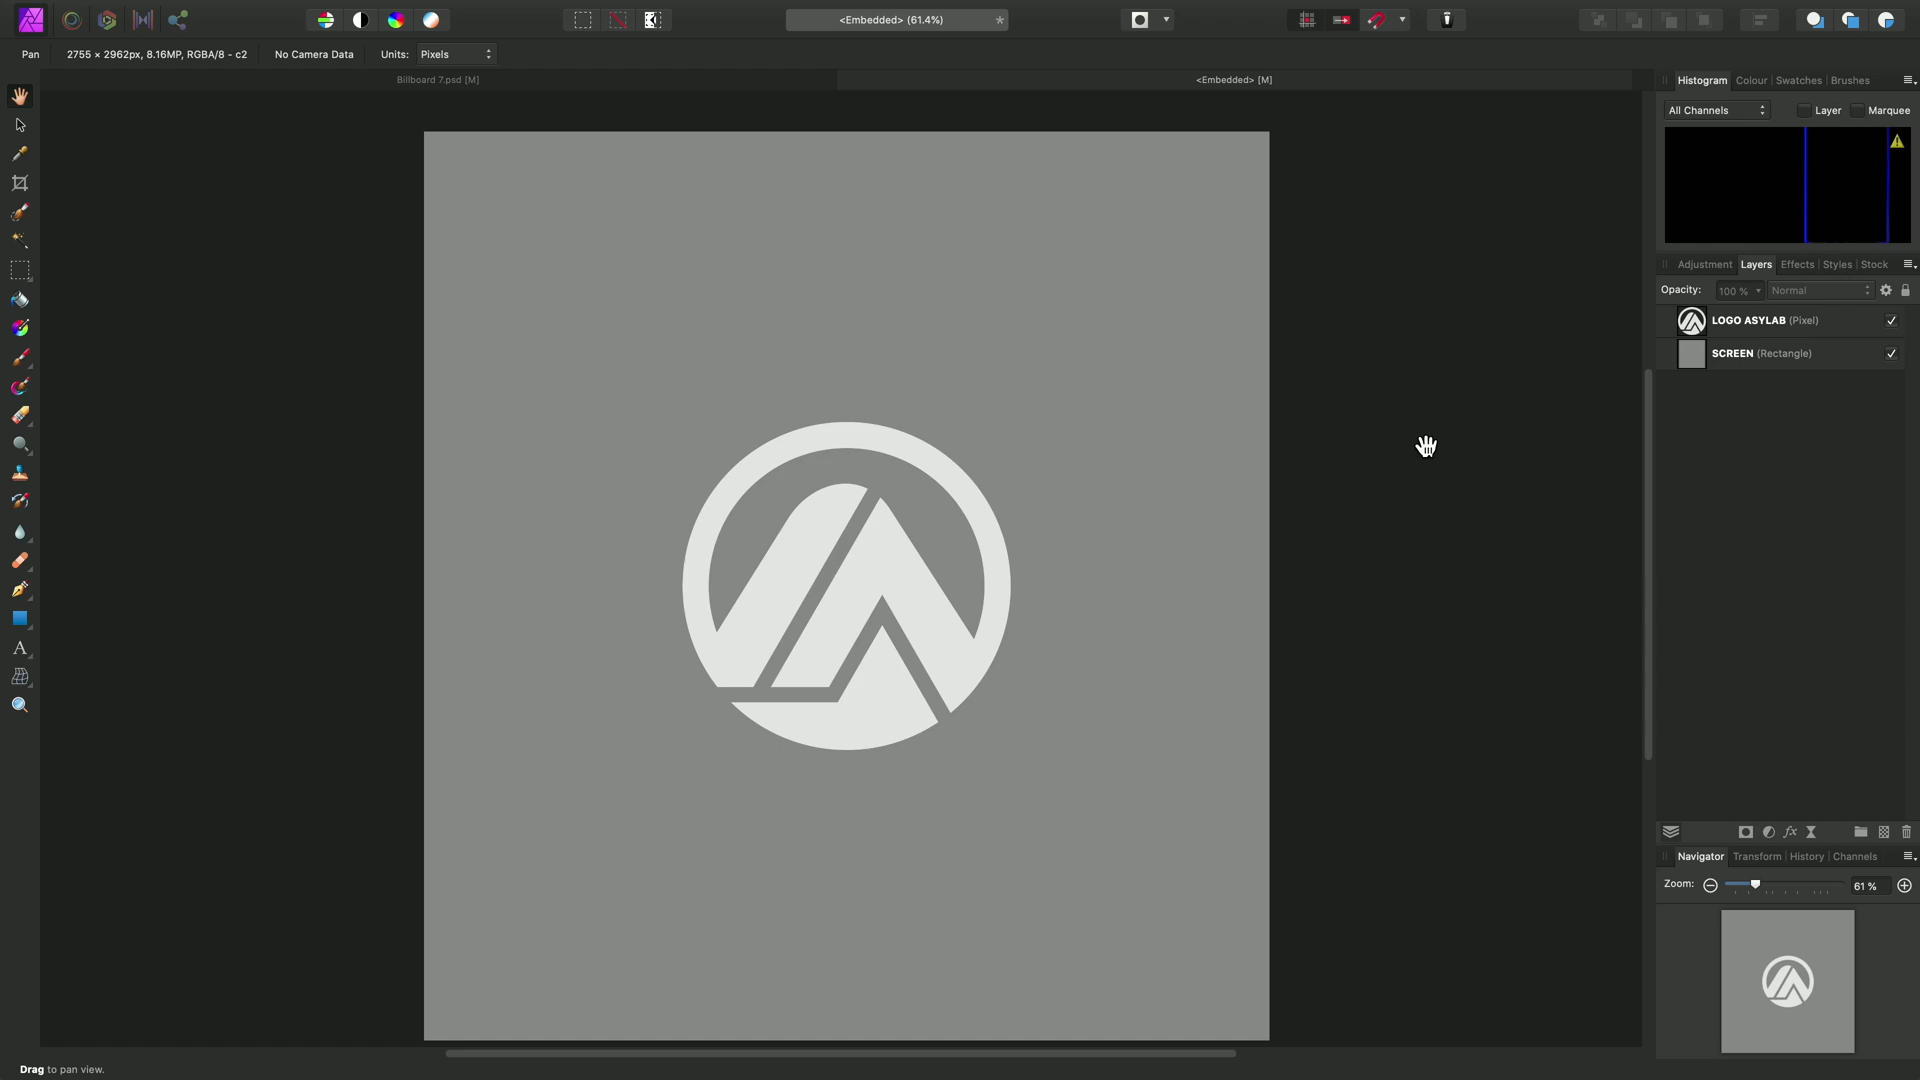 <Embedded> (61.4%)
*
Pan
2755 × 2962px, 8.16MP, RGBA/8 - c2
No Camera Data
Units:
Pixels
Billboard 7.psd [M]
<Embedded> [M]
Histogram
Colour
Swatches
Brushes
All Channels
Layer
Marquee
Adjustment
Layers
Effects
Styles
Stock
Opacity:
100 %
Normal
LOGO ASYLAB (Pixel)
SCREEN (Rectangle)
Navigator
Transform
History
Channels
Zoom:
61 %
Drag to pan view.